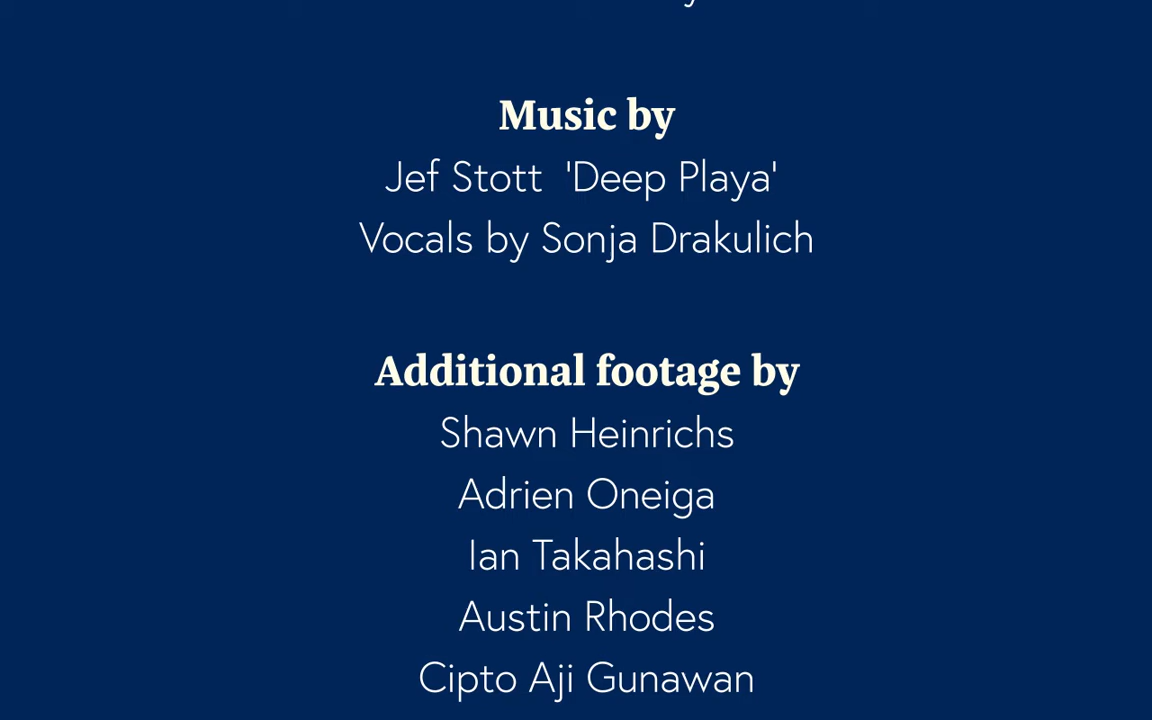 Music by
Jef Stott 'Deep Playa'
Vocals by Sonja Drakulich
Additional footage by
Shawn Heinrichs
Adrien Oneiga
Ian Takahashi
Austin Rhodes
Cipto Aji Gunawan